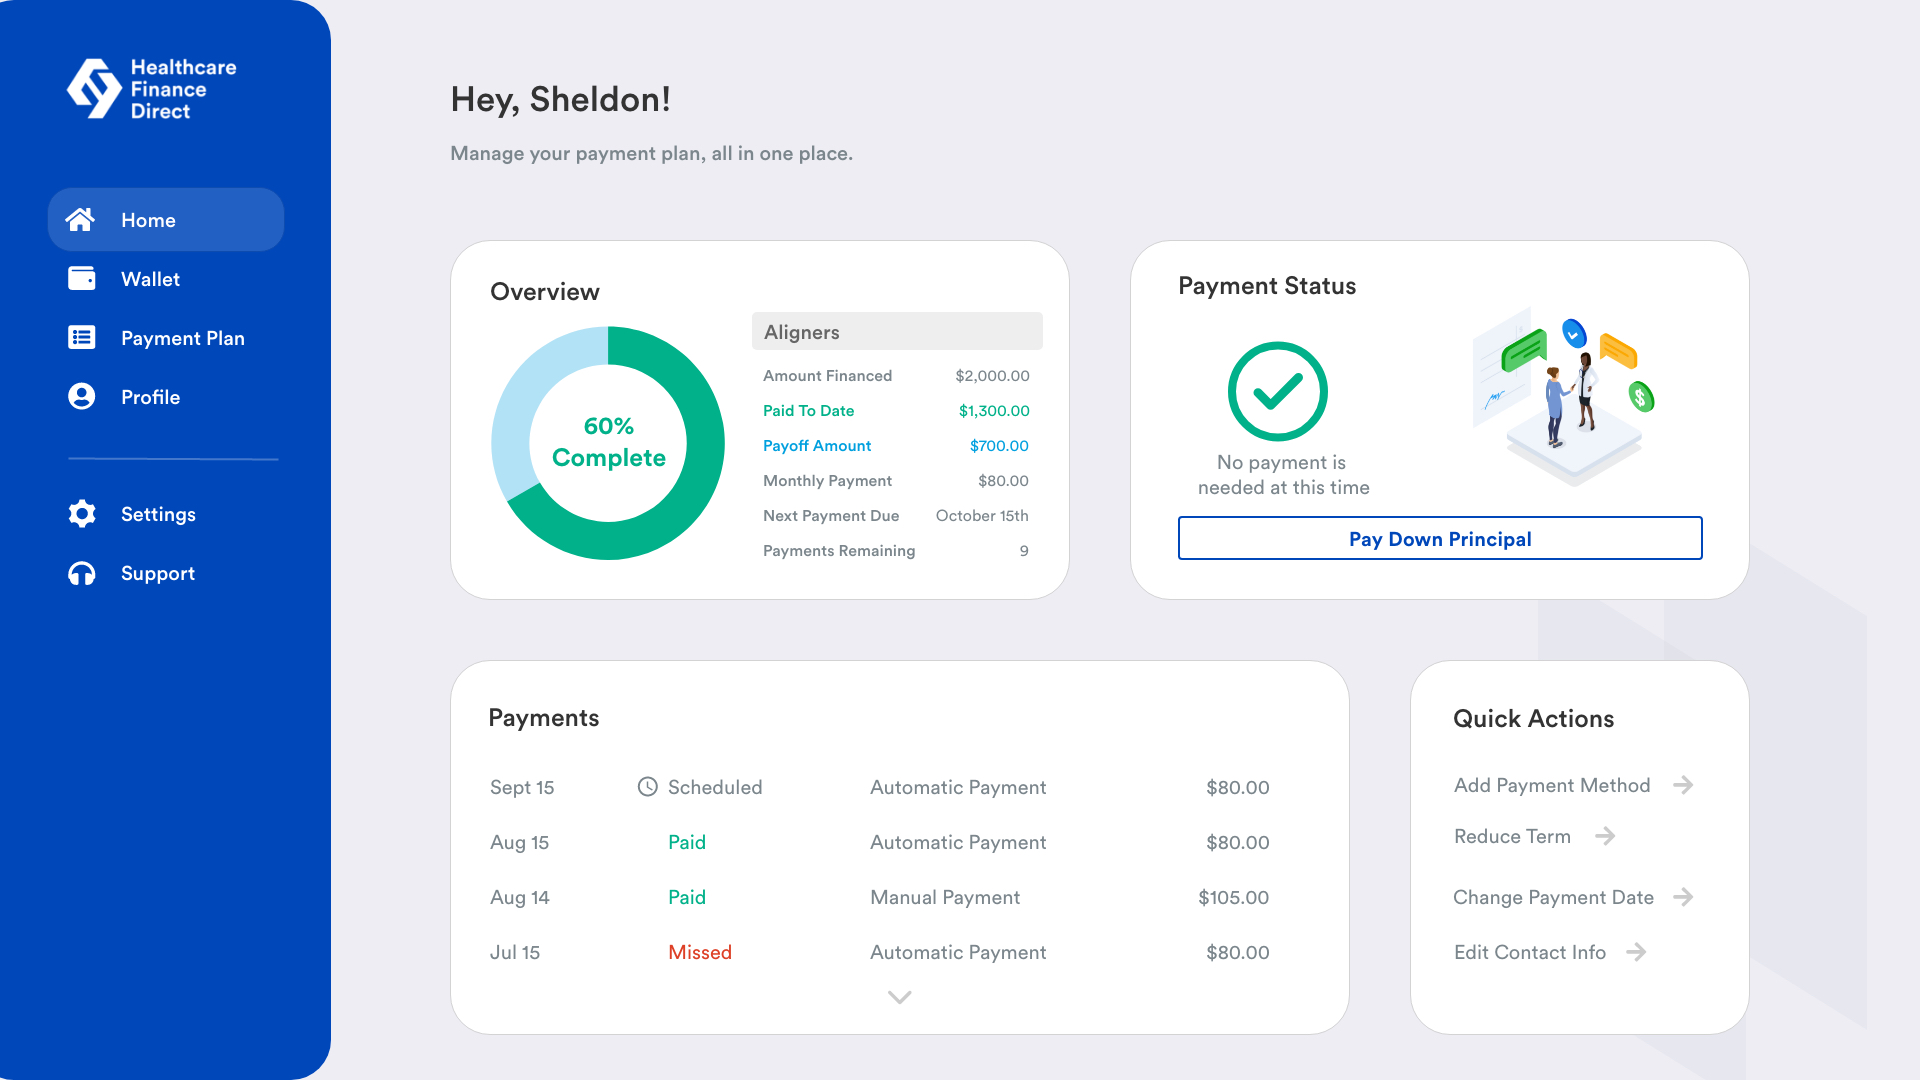 Healthcare
Finance
Direct
Home
Wallet
Payment Plan
Profile
Settings
Support
Hey, Sheldon!
Manage your payment plan, all in one place.
Overview
60%
Complete
Aligners
Amount Financed $2,000.00
Paid To Date $1,300.00
Payoff Amount $700.00
Monthly Payment $80.00
Next Payment Due October 15th
Payments Remaining 9
Payment Status
$
No payment is
needed at this time
Pay Down Principal
Payments
Sept 15 Scheduled Automatic Payment $80.00
Aug 15 Paid Automatic Payment $80.00
Aug 14 Paid Manual Payment $105.00
Jul 15 Missed Automatic Payment $80.00
Quick Actions
Add Payment Method
Reduce Term
Change Payment Date
Edit Contact Info